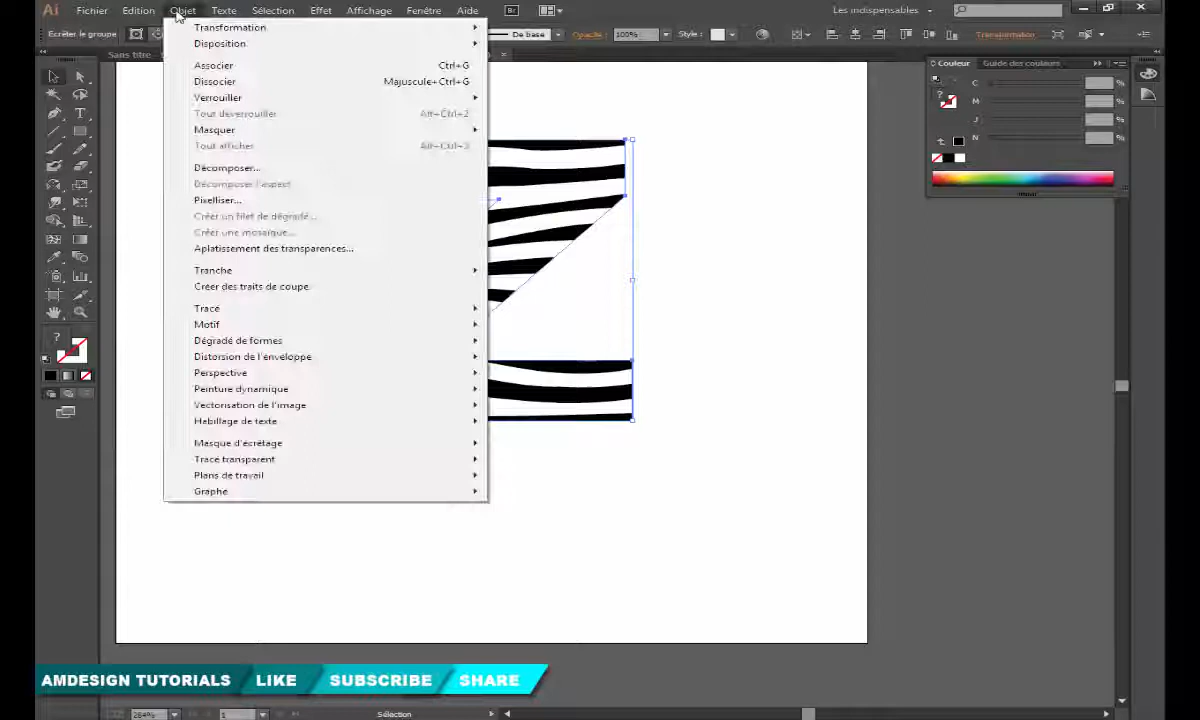 Ai Fichier Edition Objet Texte Sélection Effet Affichage Fenêtre Aide Br Les indispensables
Ecrêter le groupe
De base Opacité : 100% Style : Transformation
Sans titre
Transformation
Disposition
Associer Ctrl+G
Dissocier Majuscule+Ctrl+G
Verrouiller
Tout déverrouiller Alt+Ctrl+2
Masquer
Tout afficher Alt+Ctrl+3
Décomposer...
Décomposer l'aspect
Pixelliser...
Créer un filet de dégradé...
Créer une mosaïque...
Aplatissement des transparences...
Tranche
Créer des traits de coupe
Tracé
Motif
Dégradé de formes
Distorsion de l'enveloppe
Perspective
Peinture dynamique
Vectorisation de l'image
Habillage de texte
Masque d'écrêtage
Tracé transparent
Plans de travail
Graphe
Couleur Guide des couleurs
C %
M %
J %
N %
AMDESIGN TUTORIALS LIKE SUBSCRIBE SHARE
264% 1 Sélection